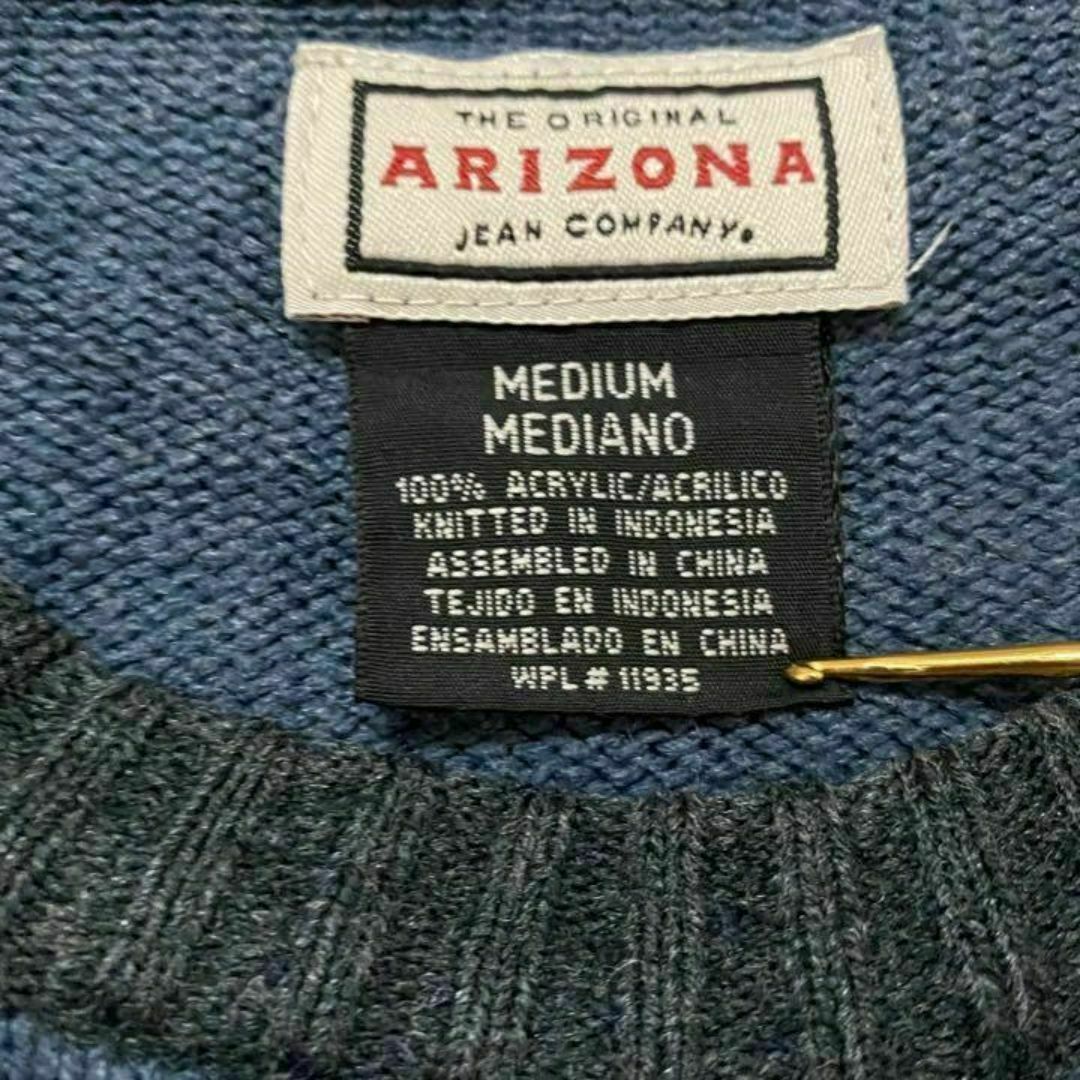 THE ORIGINAL
ARIZONA
JEAN COMPANY.
MEDIUM
MEDIANO
100% ACRYLIC/ACRILICO
KNITTED IN INDONESIA
ASSEMBLED IN CHINA
TEJIDO EN INDONESIA
ENSAMBLADO EN CHINA
WPL # 11935